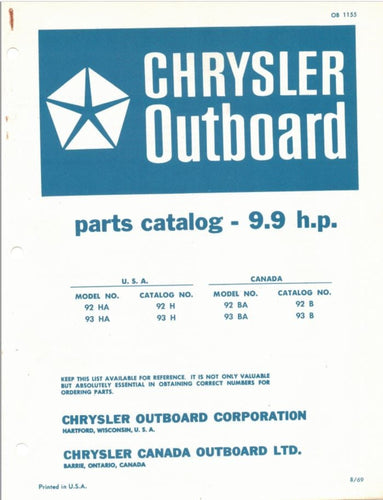 OB 1155
CHRYSLER
Outboard
parts catalog - 9.9 h.p.
U. S. A. CANADA
MODEL NO. CATALOG NO. MODEL NO. CATALOG NO.
92 HA 92 H 92 BA 92 B
93 HA 93 H 93 BA 93 B
KEEP THIS LIST AVAILABLE FOR REFERENCE. IT IS NOT ONLY VALUABLE
BUT ABSOLUTELY ESSENTIAL IN OBTAINING CORRECT NUMBERS FOR
ORDERING PARTS.
CHRYSLER OUTBOARD CORPORATION
HARTFORD, WISCONSIN, U. S. A.
CHRYSLER CANADA OUTBOARD LTD.
BARRIE, ONTARIO, CANADA
Printed in U.S.A. 8/69